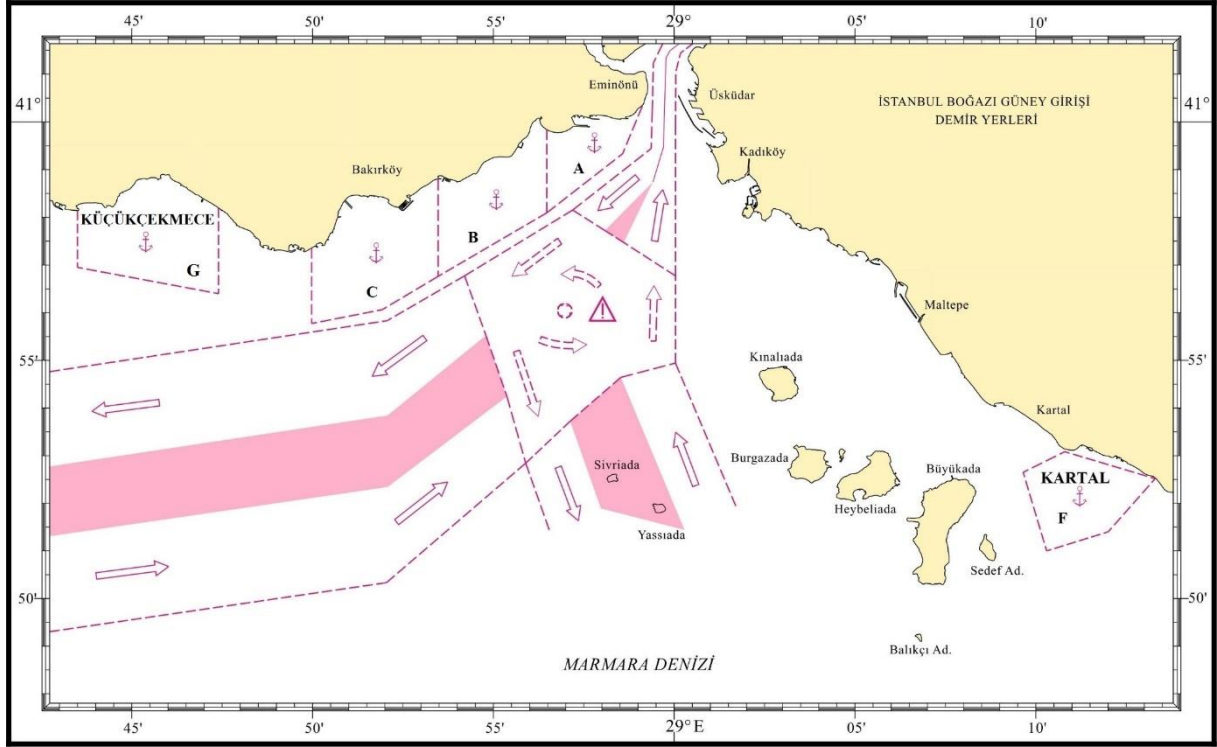 45'
50'
55'
29°
05'
10'
Eminönü
Üsküdar
41°
41°
İSTANBUL BOĞAZI GÜNEY GİRİŞİ
DEMİR YERLERİ
Kadıköy
Bakırköy
A
KÜÇÜKÇEKMECE
B
G
C
Maltepe
55'
55'
Kınalıada
Kartal
Burgazada
Sivriada
Büyükada
KARTAL
Heybeliada
F
Yassıada
Sedef Ad.
50'
50'
Balıkçı Ad.
MARMARA DENİZİ
45'
50'
55'
29° E
05'
10'